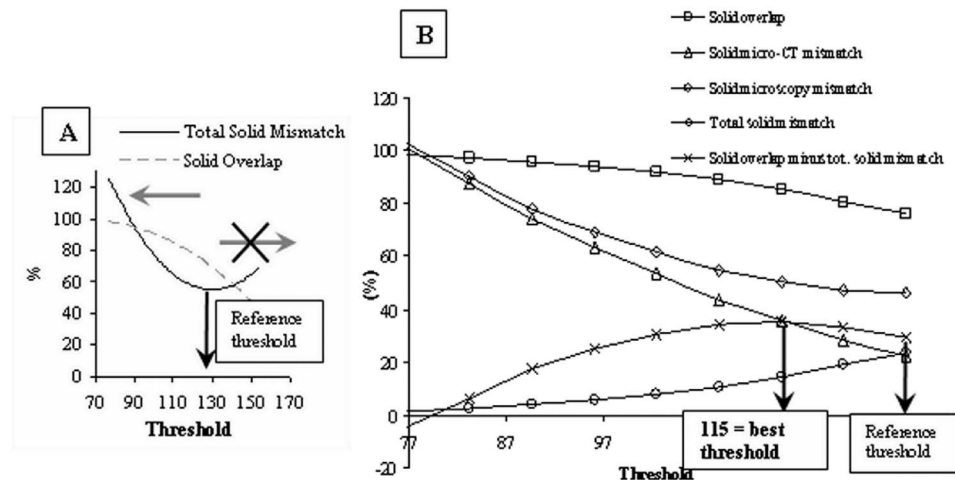 A
Total Solid Mismatch
Solid Overlap
120
100
80
60
40
20
0
%
70 90 110 130 150 170
Threshold
Reference
threshold
B
Solid overlap
Solid micro-CT mismatch
Solid microscopy mismatch
Total solid mismatch
Solid overlap minus tot. solid mismatch
120
100
80
60
40
20
0
-20
(%)
77 87 97
Threshold
115 = best
threshold
Reference
threshold